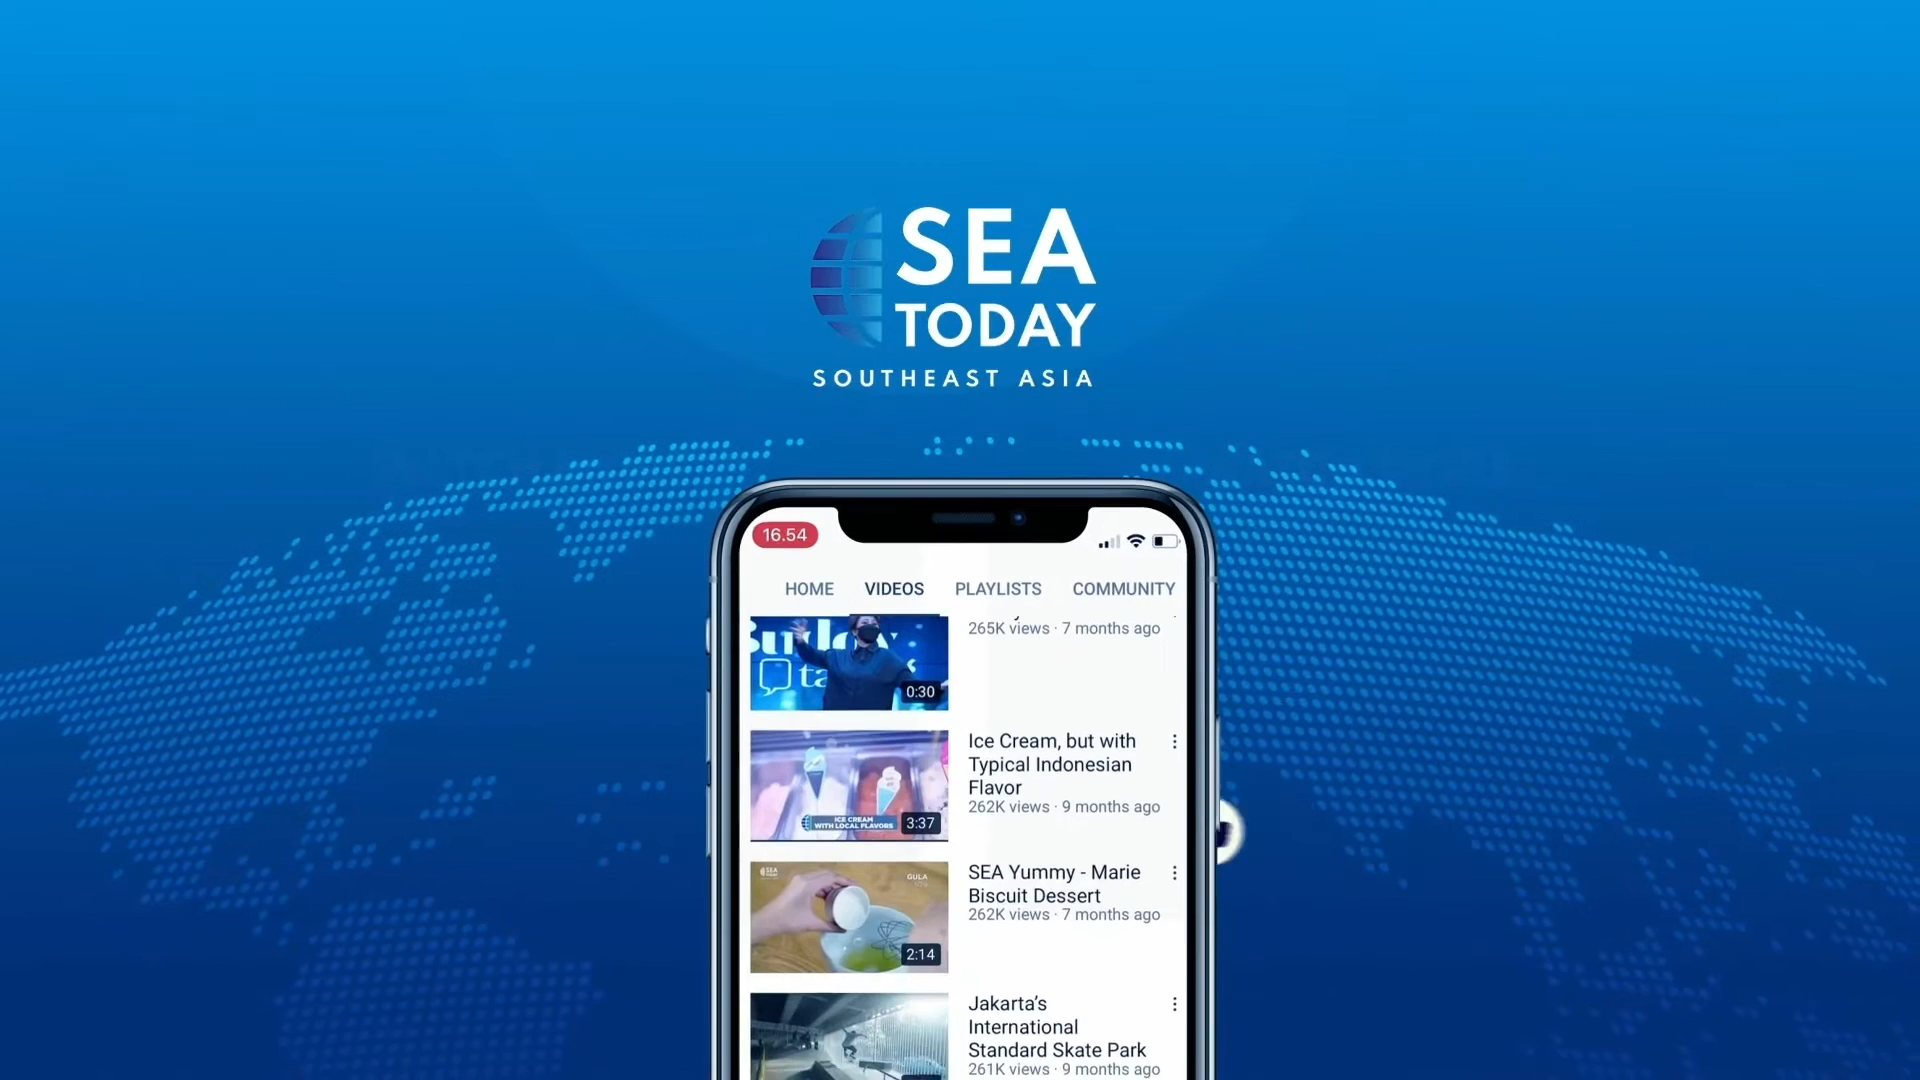 SEA
TODAY
SOUTHEAST ASIA
16.54
HOME VIDEOS PLAYLISTS COMMUNITY
265K views · 7 months ago
0:30
Ice Cream, but with
Typical Indonesian
Flavor
262K views · 9 months ago
ICE CREAM
WITH LOCAL FLAVORS
3:37
SEA Yummy - Marie
Biscuit Dessert
262K views · 7 months ago
SEA
TODAY
GULA
2:14
Jakarta's
International
Standard Skate Park
261K views · 9 months ago